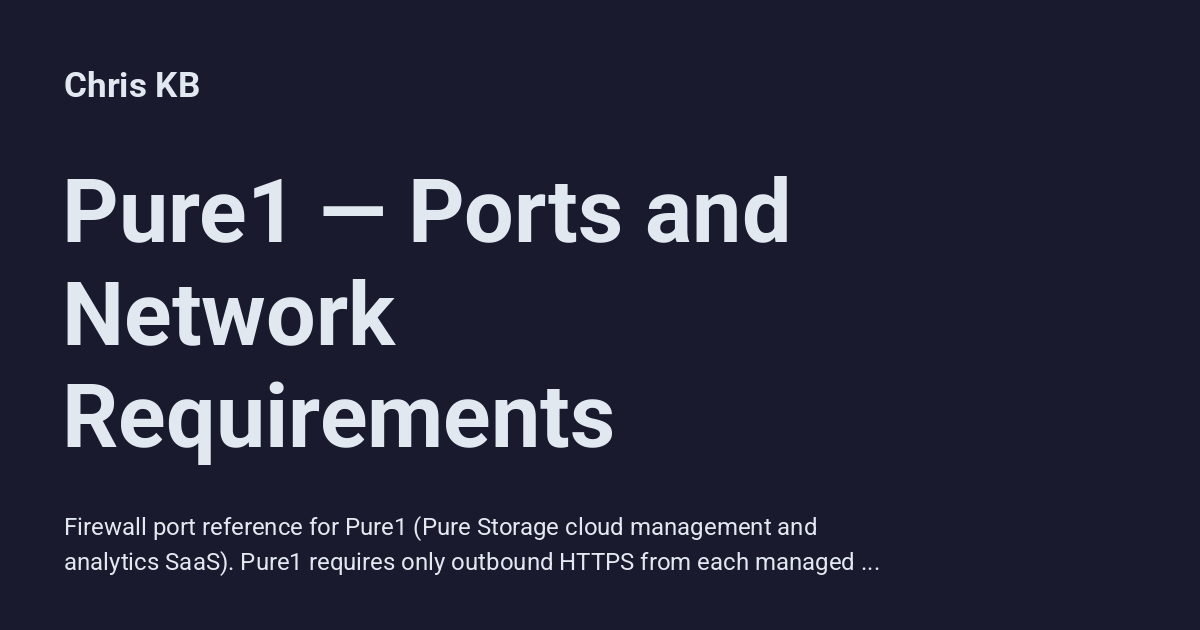 Chris KB
Pure1 — Ports and
Network
Requirements
Firewall port reference for Pure1 (Pure Storage cloud management and
analytics SaaS). Pure1 requires only outbound HTTPS from each managed ...